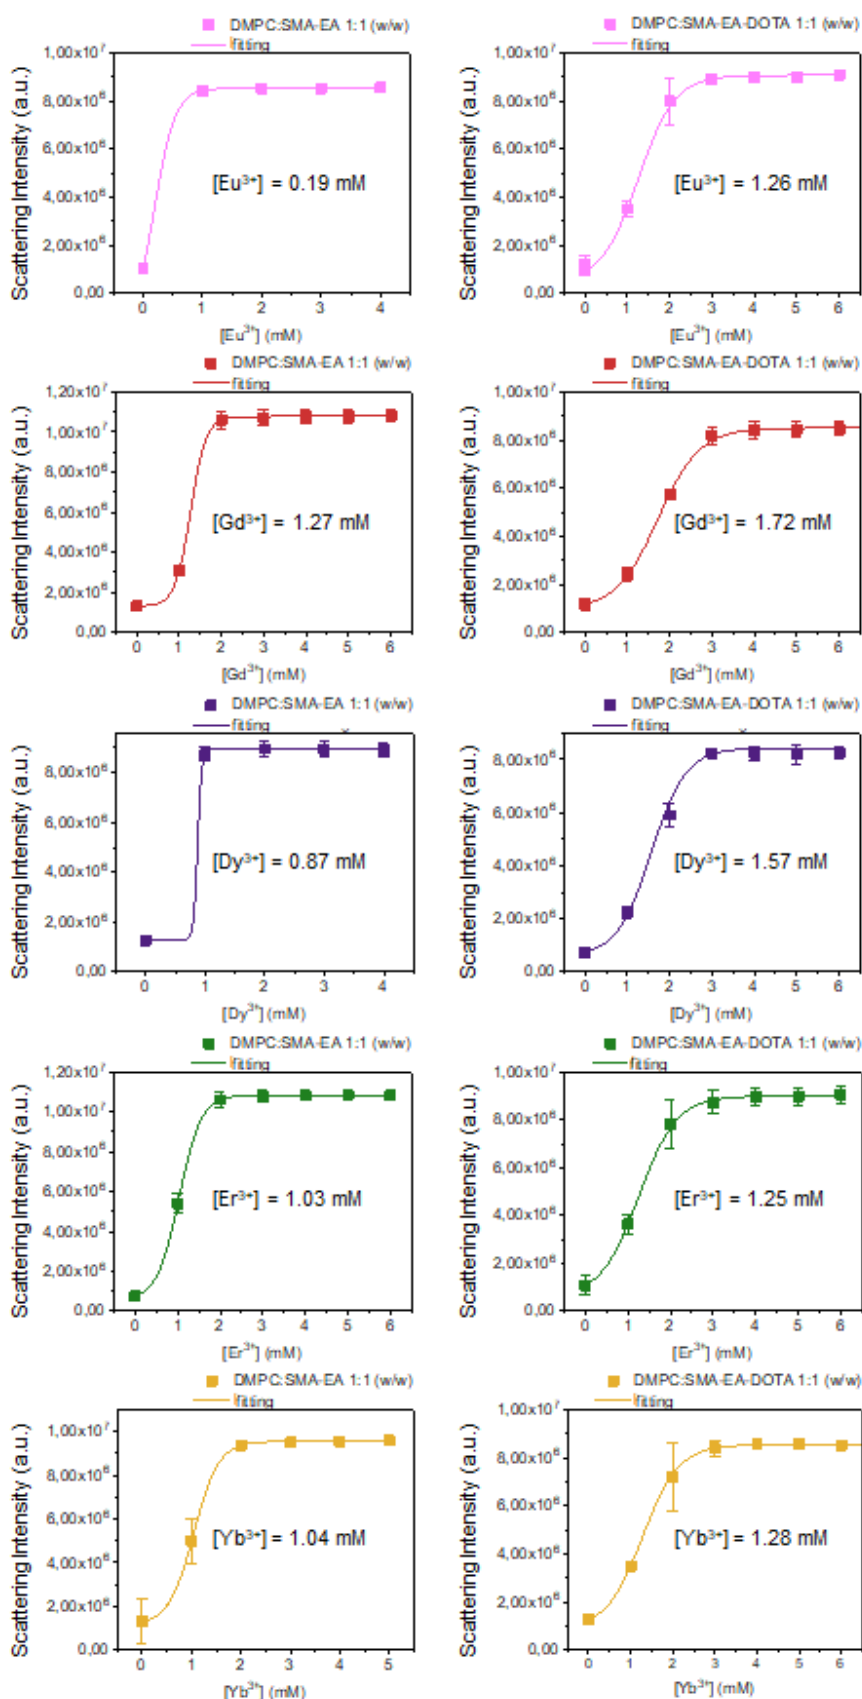 DMPC:SMA-EA 1:1 (w/w)
fitting
1,00x10⁷
8,00x10⁶
6,00x10⁶
4,00x10⁶
2,00x10⁶
0,00
Scattering Intensity (a.u.)
[Eu³⁺] = 0.19 mM
0 1 2 3 4
[Eu³⁺] (mM)
DMPC:SMA-EA-DOTA 1:1 (w/w)
fitting
1,00x10⁷
8,00x10⁶
6,00x10⁶
4,00x10⁶
2,00x10⁶
0,00
Scattering Intensity (a.u.)
[Eu³⁺] = 1.26 mM
0 1 2 3 4 5 6
[Eu³⁺] (mM)
DMPC:SMA-EA 1:1 (w/w)
fitting
1,20x10⁷
1,00x10⁷
8,00x10⁶
6,00x10⁶
4,00x10⁶
2,00x10⁶
0,00
Scattering Intensity (a.u.)
[Gd³⁺] = 1.27 mM
0 1 2 3 4 5 6
[Gd³⁺] (mM)
DMPC:SMA-EA-DOTA 1:1 (w/w)
fitting
1,00x10⁷
8,00x10⁶
6,00x10⁶
4,00x10⁶
2,00x10⁶
0,00
Scattering Intensity (a.u.)
[Gd³⁺] = 1.72 mM
0 1 2 3 4 5 6
[Gd³⁺] (mM)
DMPC:SMA-EA 1:1 (w/w)
fitting
8,00x10⁶
6,00x10⁶
4,00x10⁶
2,00x10⁶
0,00
Scattering Intensity (a.u.)
[Dy³⁺] = 0.87 mM
0 1 2 3 4
[Dy³⁺] (mM)
DMPC:SMA-EA-DOTA 1:1 (w/w)
fitting
8,00x10⁶
6,00x10⁶
4,00x10⁶
2,00x10⁶
0,00
Scattering Intensity (a.u.)
[Dy³⁺] = 1.57 mM
0 1 2 3 4 5 6
[Dy³⁺] (mM)
DMPC:SMA-EA 1:1 (w/w)
fitting
1,20x10⁷
1,00x10⁷
8,00x10⁶
6,00x10⁶
4,00x10⁶
2,00x10⁶
0,00
Scattering Intensity (a.u.)
[Er³⁺] = 1.03 mM
0 1 2 3 4 5 6
[Er³⁺] (mM)
DMPC:SMA-EA-DOTA 1:1 (w/w)
fitting
1,00x10⁷
8,00x10⁶
6,00x10⁶
4,00x10⁶
2,00x10⁶
0,00
Scattering Intensity (a.u.)
[Er³⁺] = 1.25 mM
0 1 2 3 4 5 6
[Er³⁺] (mM)
DMPC:SMA-EA 1:1 (w/w)
fitting
1,00x10⁷
8,00x10⁶
6,00x10⁶
4,00x10⁶
2,00x10⁶
0,00
Scattering Intensity (a.u.)
[Yb³⁺] = 1.04 mM
0 1 2 3 4 5
[Yb³⁺] (mM)
DMPC:SMA-EA-DOTA 1:1 (w/w)
fitting
1,00x10⁷
8,00x10⁶
6,00x10⁶
4,00x10⁶
2,00x10⁶
0,00
Scattering Intensity (a.u.)
[Yb³⁺] = 1.28 mM
0 1 2 3 4 5 6
[Yb³⁺] (mM)